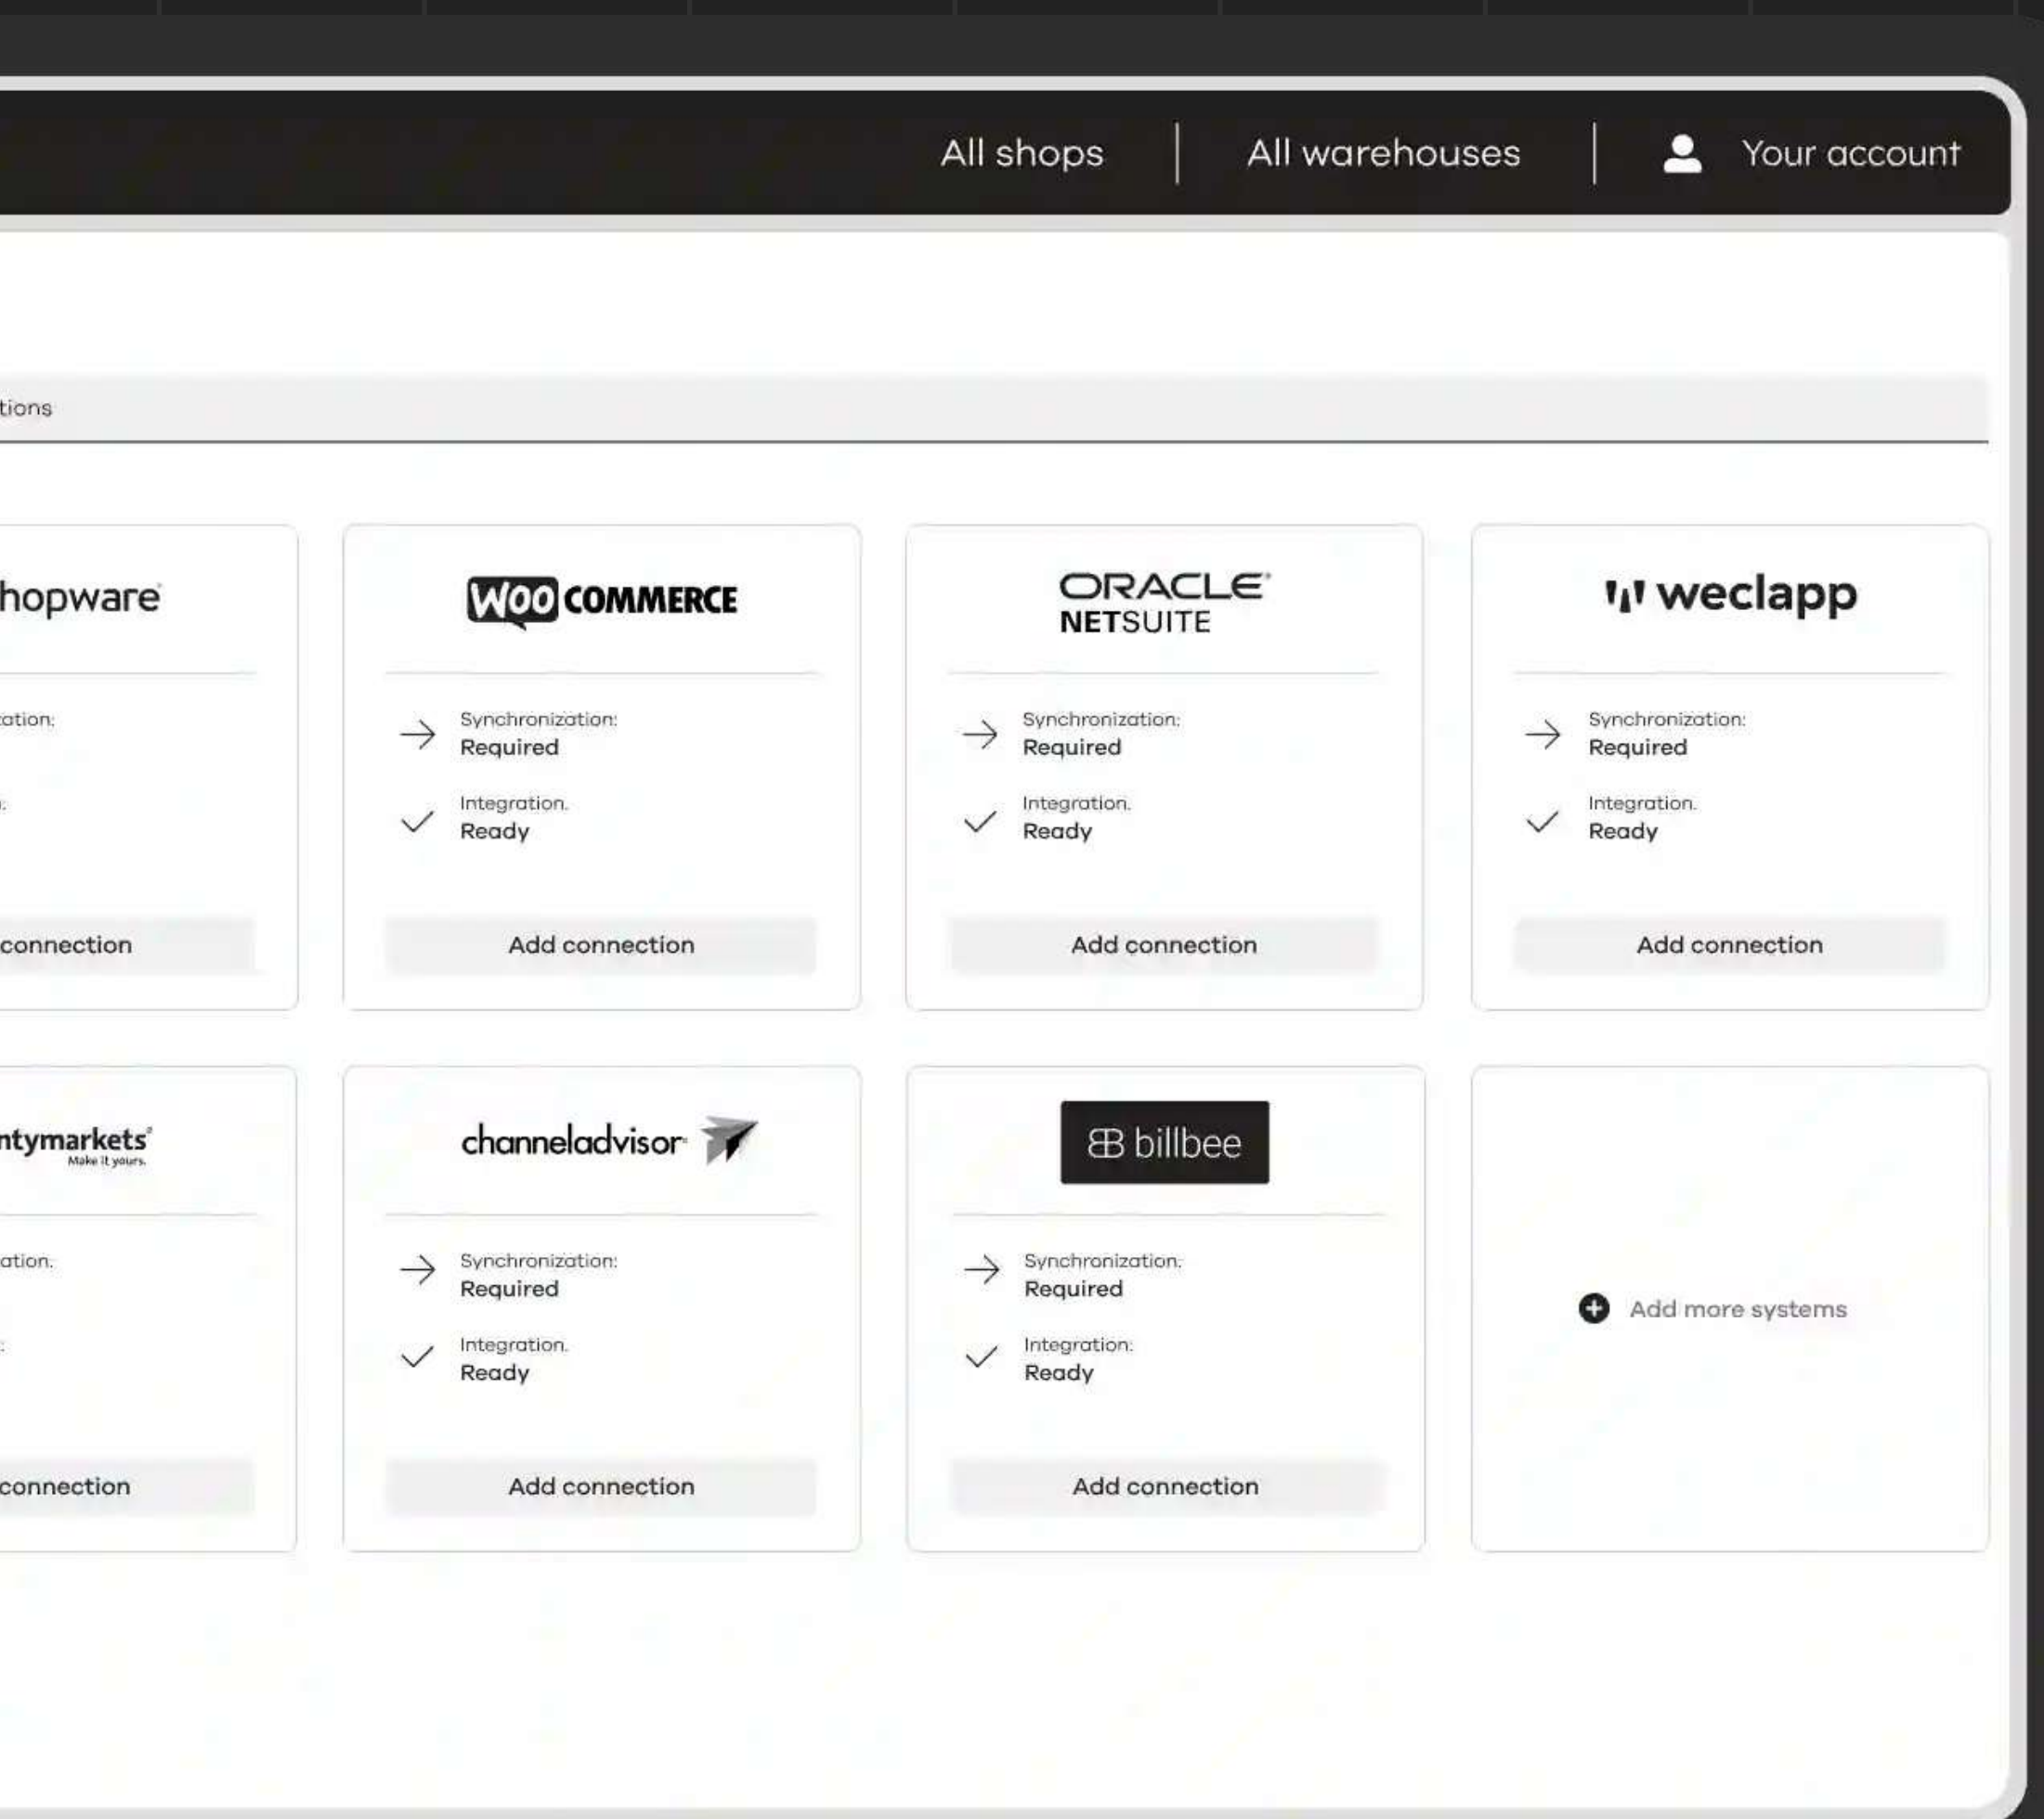 All shops
All warehouses
Your account
tions
hopware®
WOO COMMERCE
ORACLE®
NETSUITE
weclapp
ation:
Synchronization:
Required
Synchronization:
Required
Synchronization:
Required
Integration.
Ready
Integration.
Ready
Integration.
Ready
connection
Add connection
Add connection
Add connection
ntymarkets®
Make it yours.
channeladvisor
billbee
ation.
Synchronization:
Required
Synchronization:
Required
Integration.
Ready
Integration:
Ready
Add more systems
connection
Add connection
Add connection